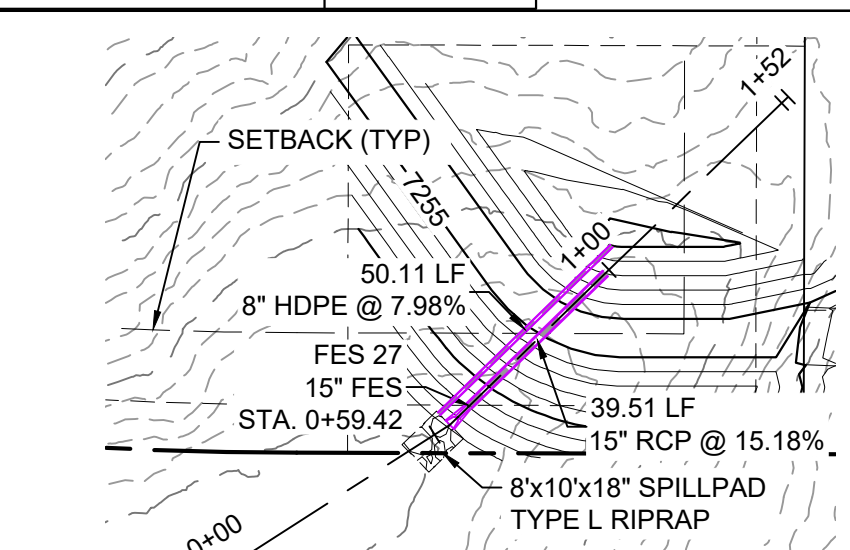 1+52
SETBACK (TYP)
7255
1+00
50.11 LF
8" HDPE @ 7.98%
FES 27
15" FES
STA. 0+59.42
39.51 LF
15" RCP @ 15.18%
8'x10'x18" SPILLPAD
TYPE L RIPRAP
0+00